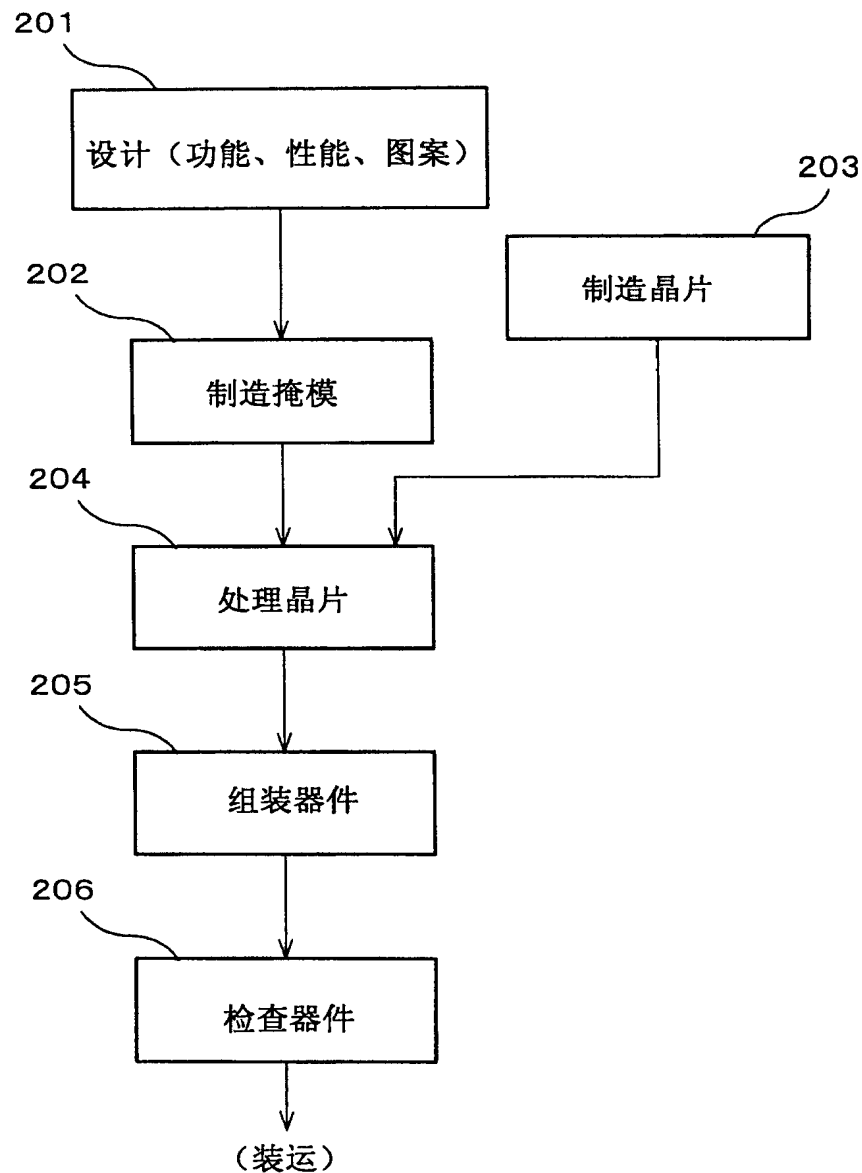 201
设计（功能、性能、图案）
203
制造晶片
202
制造掩模
204
处理晶片
205
组装器件
206
检查器件
（装运）